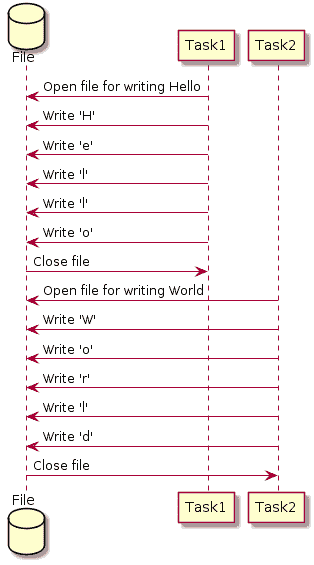 File
Task1
Task2
Open file for writing Hello
Write 'H'
Write 'e'
Write 'l'
Write 'l'
Write 'o'
Close file
Open file for writing World
Write 'W'
Write 'o'
Write 'r'
Write 'l'
Write 'd'
Close file
File
Task1
Task2